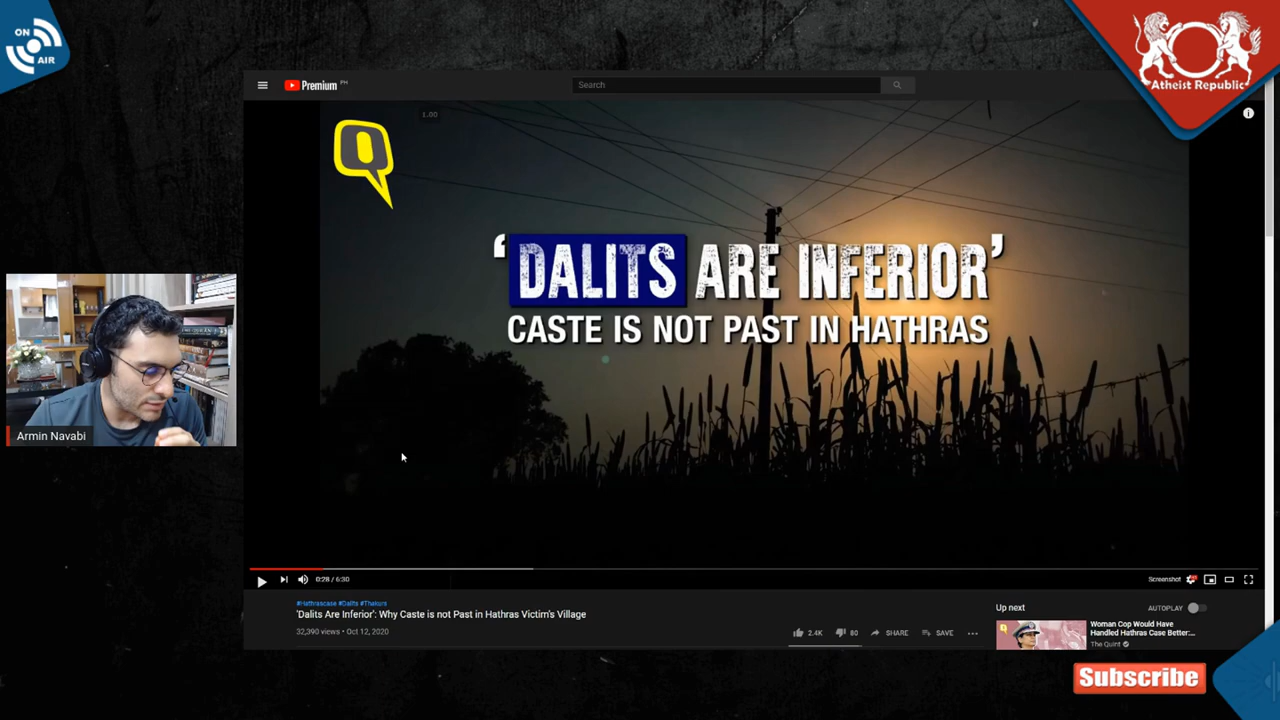 ON
AIR
Atheist Republic
Premium PH
Search
1.00
Q
‘DALITS ARE INFERIOR’
CASTE IS NOT PAST IN HATHRAS
Armin Navabi
0:28 / 6:30
Screenshot
#Hathrascase #Dalits #Thakurs
'Dalits Are Inferior': Why Caste is not Past in Hathras Victim's Village
32,390 views • Oct 12, 2020
2.4K
80
SHARE
SAVE
Up next
AUTOPLAY
Woman Cop Would Have
Handled Hathras Case Better:...
The Quint
Subscribe